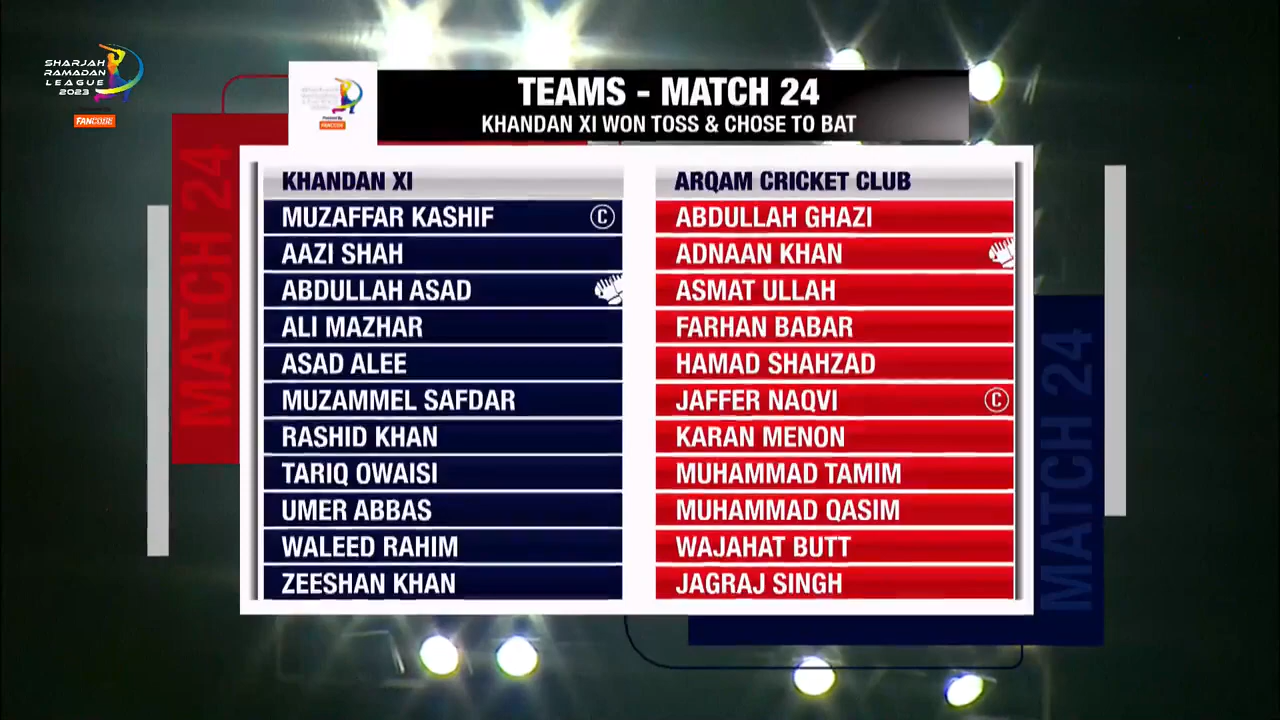 SHARJAH
RAMADAN
LEAGUE
2023
FANCODE
TEAMS - MATCH 24
KHANDAN XI WON TOSS & CHOSE TO BAT
Powered By
FANCODE
MATCH 24
KHANDAN XI
MUZAFFAR KASHIF C
AAZI SHAH
ABDULLAH ASAD
ALI MAZHAR
ASAD ALEE
MUZAMMEL SAFDAR
RASHID KHAN
TARIQ OWAISI
UMER ABBAS
WALEED RAHIM
ZEESHAN KHAN
ARQAM CRICKET CLUB
ABDULLAH GHAZI
ADNAAN KHAN
ASMAT ULLAH
FARHAN BABAR
HAMAD SHAHZAD
JAFFER NAQVI C
KARAN MENON
MUHAMMAD TAMIM
MUHAMMAD QASIM
WAJAHAT BUTT
JAGRAJ SINGH
MATCH 24